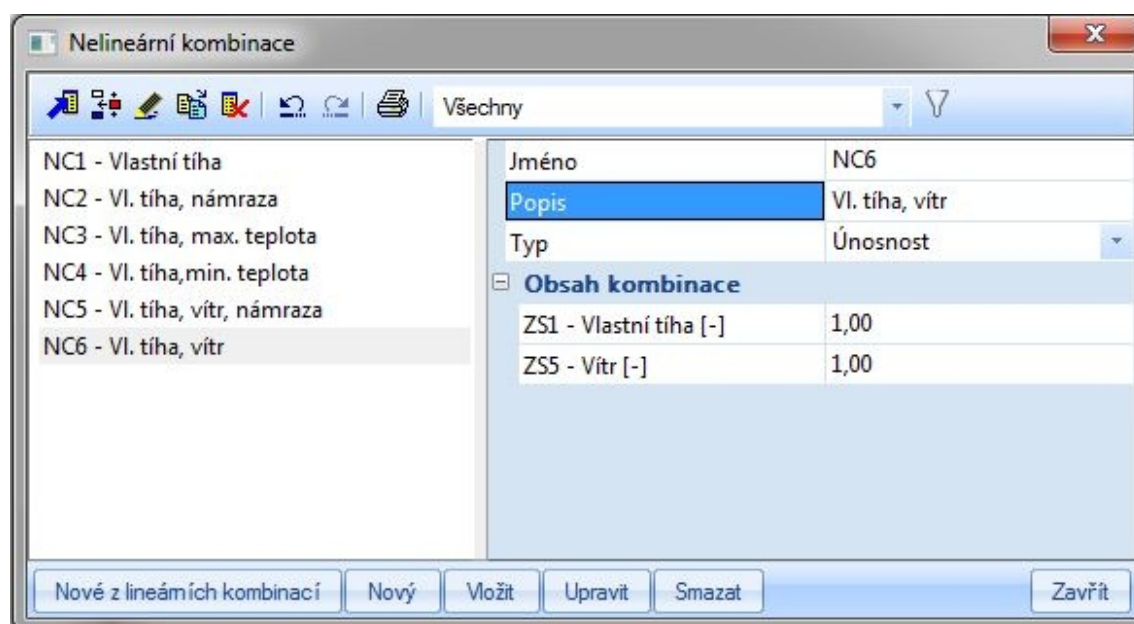 Nelineární kombinace
Všechny
NC1 - Vlastní tíha
NC2 - Vl. tíha, námraza
NC3 - Vl. tíha, max. teplota
NC4 - Vl. tíha,min. teplota
NC5 - Vl. tíha, vítr, námraza
NC6 - Vl. tíha, vítr
Jméno NC6
Popis Vl. tíha, vítr
Typ Únosnost
Obsah kombinace
ZS1 - Vlastní tíha [-] 1,00
ZS5 - Vítr [-] 1,00
Nové z lineárních kombinací Nový Vložit Upravit Smazat Zavřít